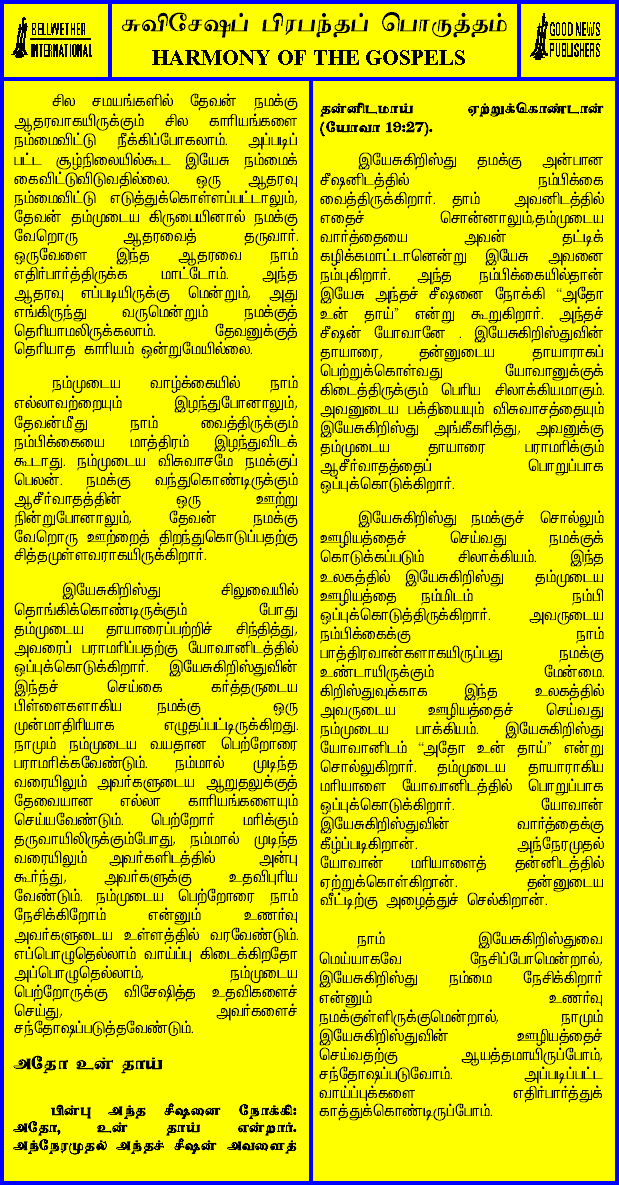 BELLWETHER
INTERNATIONAL
சுவிசேஷப் பிரபந்தப் பொருத்தம்
HARMONY OF THE GOSPELS
GOOD NEWS
PUBLISHERS
சில சமயங்களில் தேவன் நமக்கு
ஆதரவாகயிருக்கும் சில காரியங்களை
நம்மைவிட்டு நீக்கிப்போகலாம். அப்படிப்
பட்ட சூழ்நிலையில்கூட இயேசு நம்மைக்
கைவிட்டுவிடுவதில்லை. ஒரு ஆதரவு
நம்மைவிட்டு எடுத்துக்கொள்ளப்பட்டாலும்,
தேவன் தம்முடைய கிருபையினால் நமக்கு
வேறொரு ஆதரவைத் தருவார்.
ஒருவேளை இந்த ஆதரவை நாம்
எதிர்பார்த்திருக்க மாட்டோம். அந்த
ஆதரவு எப்படியிருக்கு மென்றும், அது
எங்கிருந்து வருமென்றும் நமக்குத்
தெரியாமலிருக்கலாம். தேவனுக்குத்
தெரியாத காரியம் ஒன்றுமேயில்லை.
நம்முடைய வாழ்க்கையில் நாம்
எல்லாவற்றையும் இழந்துபோனாலும்,
தேவன்மீது நாம் வைத்திருக்கும்
நம்பிக்கையை மாத்திரம் இழந்துவிடக்
கூடாது. நம்முடைய விசுவாசமே நமக்குப்
பெலன். நமக்கு வந்துகொண்டிருக்கும்
ஆசீர்வாதத்தின் ஒரு ஊற்று
நின்றுபோனாலும், தேவன் நமக்கு
வேறொரு ஊற்றைத் திறந்துகொடுப்பதற்கு
சித்தமுள்ளவராகயிருக்கிறார்.
இயேசுகிறிஸ்து சிலுவையில்
தொங்கிக்கொண்டிருக்கும் போது
தம்முடைய தாயாரைப்பற்றிச் சிந்தித்து,
அவரைப் பராமரிப்பதற்கு யோவானிடத்தில்
ஒப்புக்கொடுக்கிறார். இயேசுகிறிஸ்துவின்
இந்தச் செய்கை கர்த்தருடைய
பிள்ளைகளாகிய நமக்கு ஒரு
முன்மாதிரியாக எழுதப்பட்டிருக்கிறது.
நாமும் நம்முடைய வயதான பெற்றோரை
பராமரிக்கவேண்டும். நம்மால் முடிந்த
வரையிலும் அவர்களுடைய ஆறுதலுக்குத்
தேவையான எல்லா காரியங்களையும்
செய்யவேண்டும். பெற்றோர் மரிக்கும்
தருவாயிலிருக்கும்போது, நம்மால் முடிந்த
வரையிலும் அவர்களிடத்தில் அன்பு
கூர்ந்து, அவர்களுக்கு உதவிபுரிய
வேண்டும். நம்முடைய பெற்றோரை நாம்
நேசிக்கிறோம் என்னும் உணர்வு
அவர்களுடைய உள்ளத்தில் வரவேண்டும்.
எப்பொழுதெல்லாம் வாய்ப்பு கிடைக்கிறதோ
அப்பொழுதெல்லாம், நம்முடைய
பெற்றோருக்கு விசேஷித்த உதவிகளைச்
செய்து, அவர்களைச்
சந்தோஷப்படுத்தவேண்டும்.
அதோ உன் தாய்
பின்பு அந்த சீஷனை நோக்கி:
அதோ, உன் தாய் என்றார்.
அந்நேரமுதல் அந்தச் சீஷன் அவளைத்
தன்னிடமாய் ஏற்றுக்கொண்டான்
(யோவா 19:27).
இயேசுகிறிஸ்து தமக்கு அன்பான
சீஷனிடத்தில் நம்பிக்கை
வைத்திருக்கிறார். தாம் அவனிடத்தில்
எதைச் சொன்னாலும்,தம்முடைய
வார்த்தையை அவன் தட்டிக்
கழிக்கமாட்டானென்று இயேசு அவனை
நம்புகிறார். அந்த நம்பிக்கையில்தான்
இயேசு அந்தச் சீஷனை நோக்கி "அதோ
உன் தாய்" என்று கூறுகிறார். அந்தச்
சீஷன் யோவானே . இயேசுகிறிஸ்துவின்
தாயாரை, தன்னுடைய தாயாராகப்
பெற்றுக்கொள்வது யோவானுக்குக்
கிடைத்திருக்கும் பெரிய சிலாக்கியமாகும்.
அவனுடைய பக்தியையும் விசுவாசத்தையும்
இயேசுகிறிஸ்து அங்கீகரித்து, அவனுக்கு
தம்முடைய தாயாரை பராமரிக்கும்
ஆசீர்வாதத்தைப் பொறுப்பாக
ஒப்புக்கொடுக்கிறார்.
இயேசுகிறிஸ்து நமக்குச் சொல்லும்
ஊழியத்தைச் செய்வது நமக்குக்
கொடுக்கப்படும் சிலாக்கியம். இந்த
உலகத்தில் இயேசுகிறிஸ்து தம்முடைய
ஊழியத்தை நம்மிடம் நம்பி
ஒப்புக்கொடுத்திருக்கிறார். அவருடைய
நம்பிக்கைக்கு நாம்
பாத்திரவான்களாகயிருப்பது நமக்கு
உண்டாயிருக்கும் மேன்மை.
கிறிஸ்துவுக்காக இந்த உலகத்தில்
அவருடைய ஊழியத்தைச் செய்வது
நம்முடைய பாக்கியம். இயேசுகிறிஸ்து
யோவானிடம் "அதோ உன் தாய்" என்று
சொல்லுகிறார். தம்முடைய தாயாராகிய
மரியாளை யோவானிடத்தில் பொறுப்பாக
ஒப்புக்கொடுக்கிறார். யோவான்
இயேசுகிறிஸ்துவின் வார்த்தைக்கு
கீழ்ப்படிகிறான். அந்நேரமுதல்
யோவான் மரியாளைத் தன்னிடத்தில்
ஏற்றுக்கொள்கிறான். தன்னுடைய
வீட்டிற்கு அழைத்துச் செல்கிறான்.
நாம் இயேசுகிறிஸ்துவை
மெய்யாகவே நேசிப்போமென்றால்,
இயேசுகிறிஸ்து நம்மை நேசிக்கிறார்
என்னும் உணர்வு
நமக்குள்ளிருக்குமென்றால், நாமும்
இயேசுகிறிஸ்துவின் ஊழியத்தைச்
செய்வதற்கு ஆயத்தமாயிருப்போம்,
சந்தோஷப்படுவோம். அப்படிப்பட்ட
வாய்ப்புக்களை எதிர்பார்த்துக்
காத்துக்கொண்டிருப்போம்.